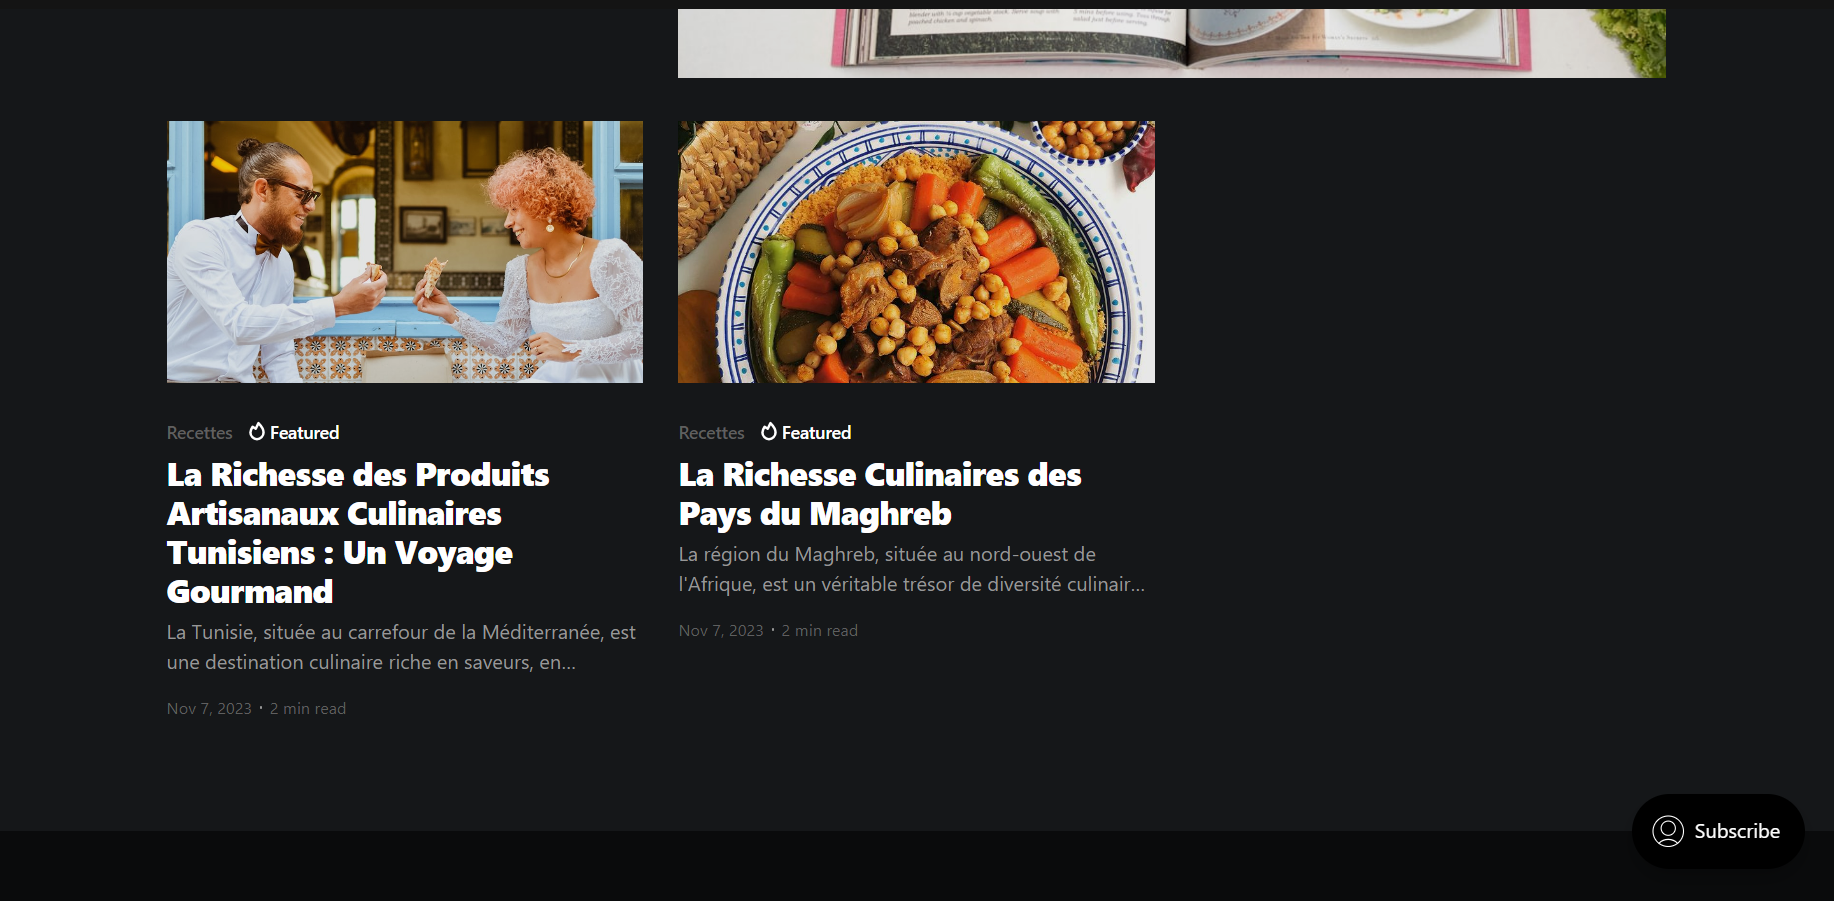 Recettes Featured
La Richesse des Produits
Artisanaux Culinaires
Tunisiens : Un Voyage
Gourmand
La Tunisie, située au carrefour de la Méditerranée, est
une destination culinaire riche en saveurs, en...
Nov 7, 2023 • 2 min read
Recettes Featured
La Richesse Culinaires des
Pays du Maghreb
La région du Maghreb, située au nord-ouest de
l'Afrique, est un véritable trésor de diversité culinair...
Nov 7, 2023 • 2 min read
Subscribe